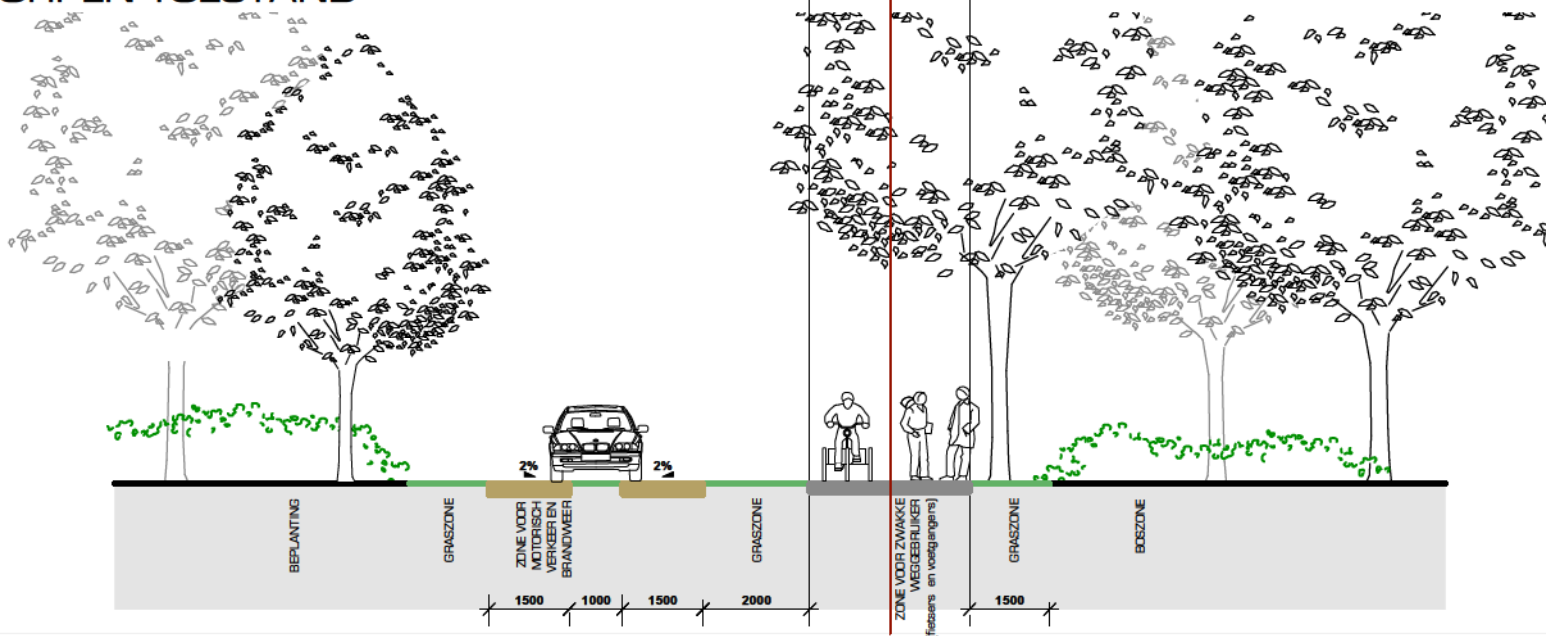 TOESTAND
2%
2%
BEPLANTING
GRASZONE
ZONE VOOR
MOTORISCH
VERKEER EN
BRANDWEER
GRASZONE
ZONE VOOR ZWAKKE
WEGGEBRUIKER
fietsers en voetgangers)
GRASZONE
BOSZONE
1500
1000
1500
2000
1500